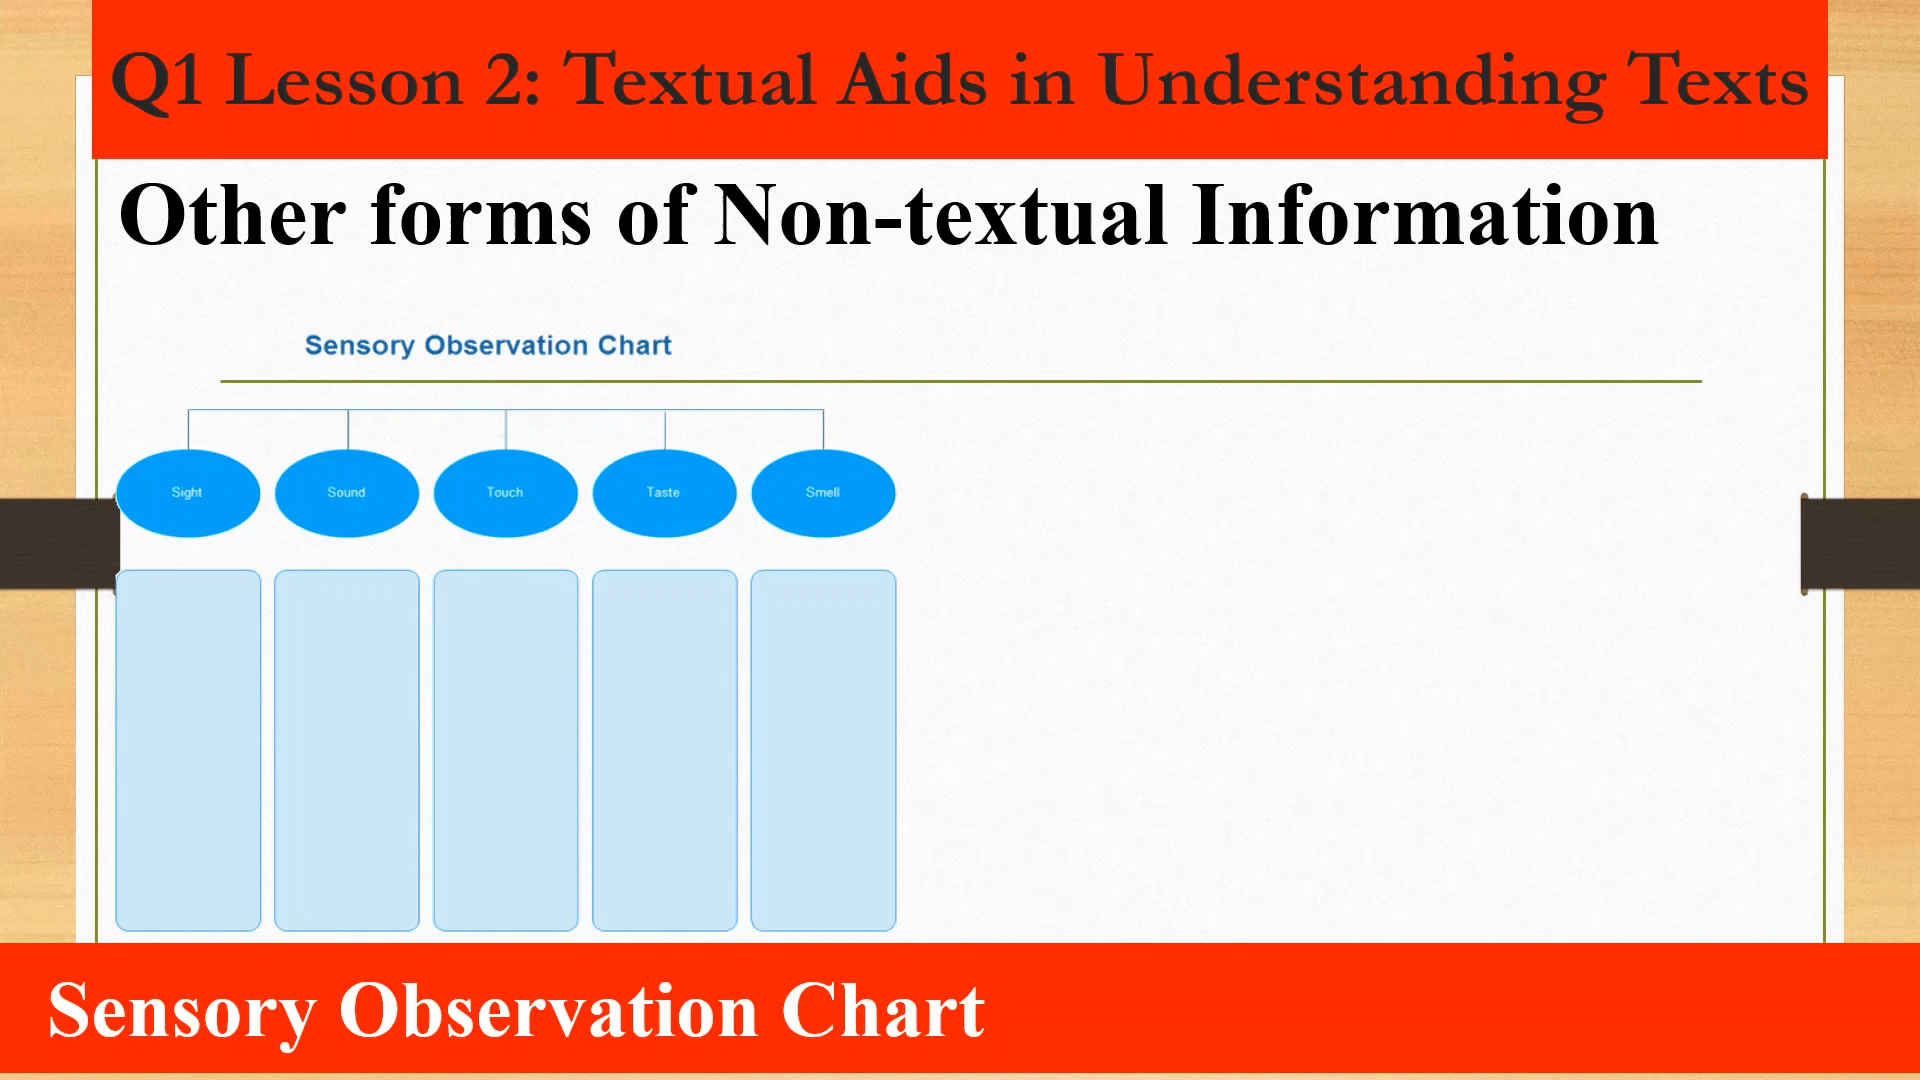 Q1 Lesson 2: Textual Aids in Understanding Texts
Other forms of Non-textual Information
Sensory Observation Chart
Sight Sound Touch Taste Smell
Sensory Observation Chart